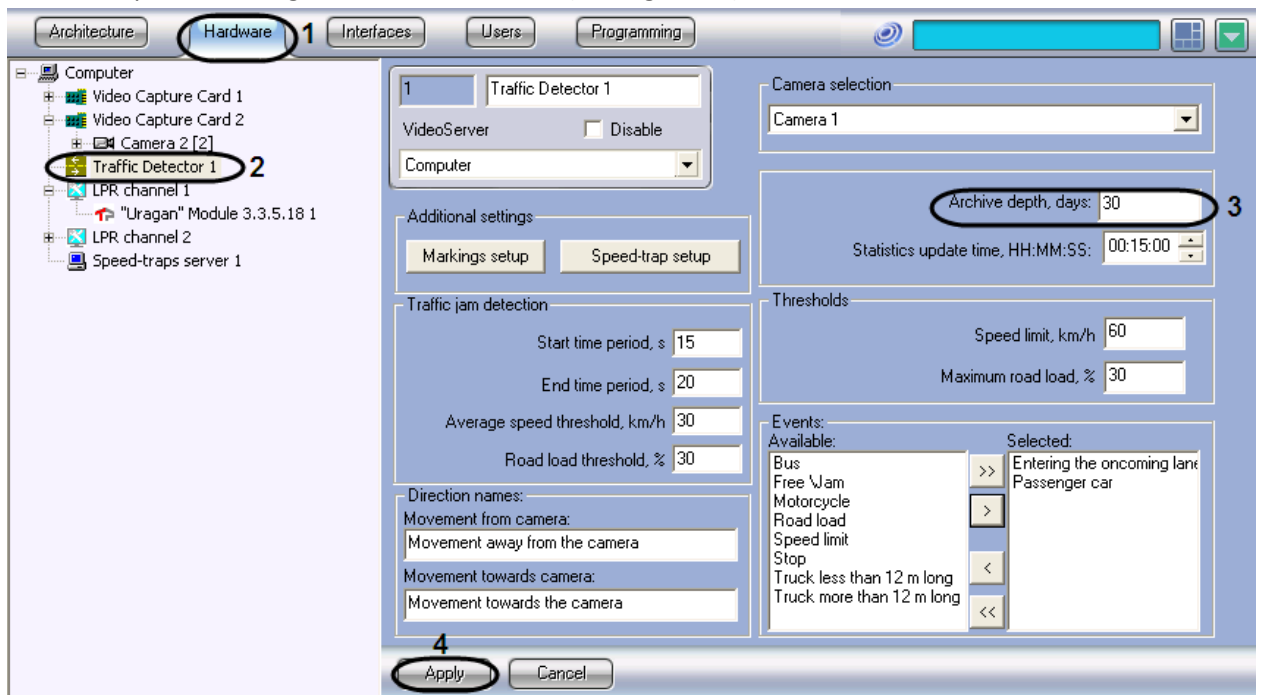 Architecture
Hardware
1
Interfaces
Users
Programming
Computer
Video Capture Card 1
Video Capture Card 2
Camera 2 [2]
Traffic Detector 1
2
LPR channel 1
"Uragan" Module 3.3.5.18 1
LPR channel 2
Speed-traps server 1
1
Traffic Detector 1
VideoServer
Disable
Computer
Camera selection
Camera 1
Additional settings
Markings setup
Speed-trap setup
Archive depth, days: 30
3
Statistics update time, HH:MM:SS: 00:15:00
Traffic jam detection
Start time period, s 15
End time period, s 20
Average speed threshold, km/h 30
Road load threshold, % 30
Thresholds
Speed limit, km/h 60
Maximum road load, % 30
Direction names:
Movement from camera:
Movement away from the camera
Movement towards camera:
Movement towards the camera
Events:
Available:
Bus
Free \Jam
Motorcycle
Road load
Speed limit
Stop
Truck less than 12 m long
Truck more than 12 m long
>>
>
<
<<
Selected:
Entering the oncoming lane
Passenger car
4
Apply
Cancel